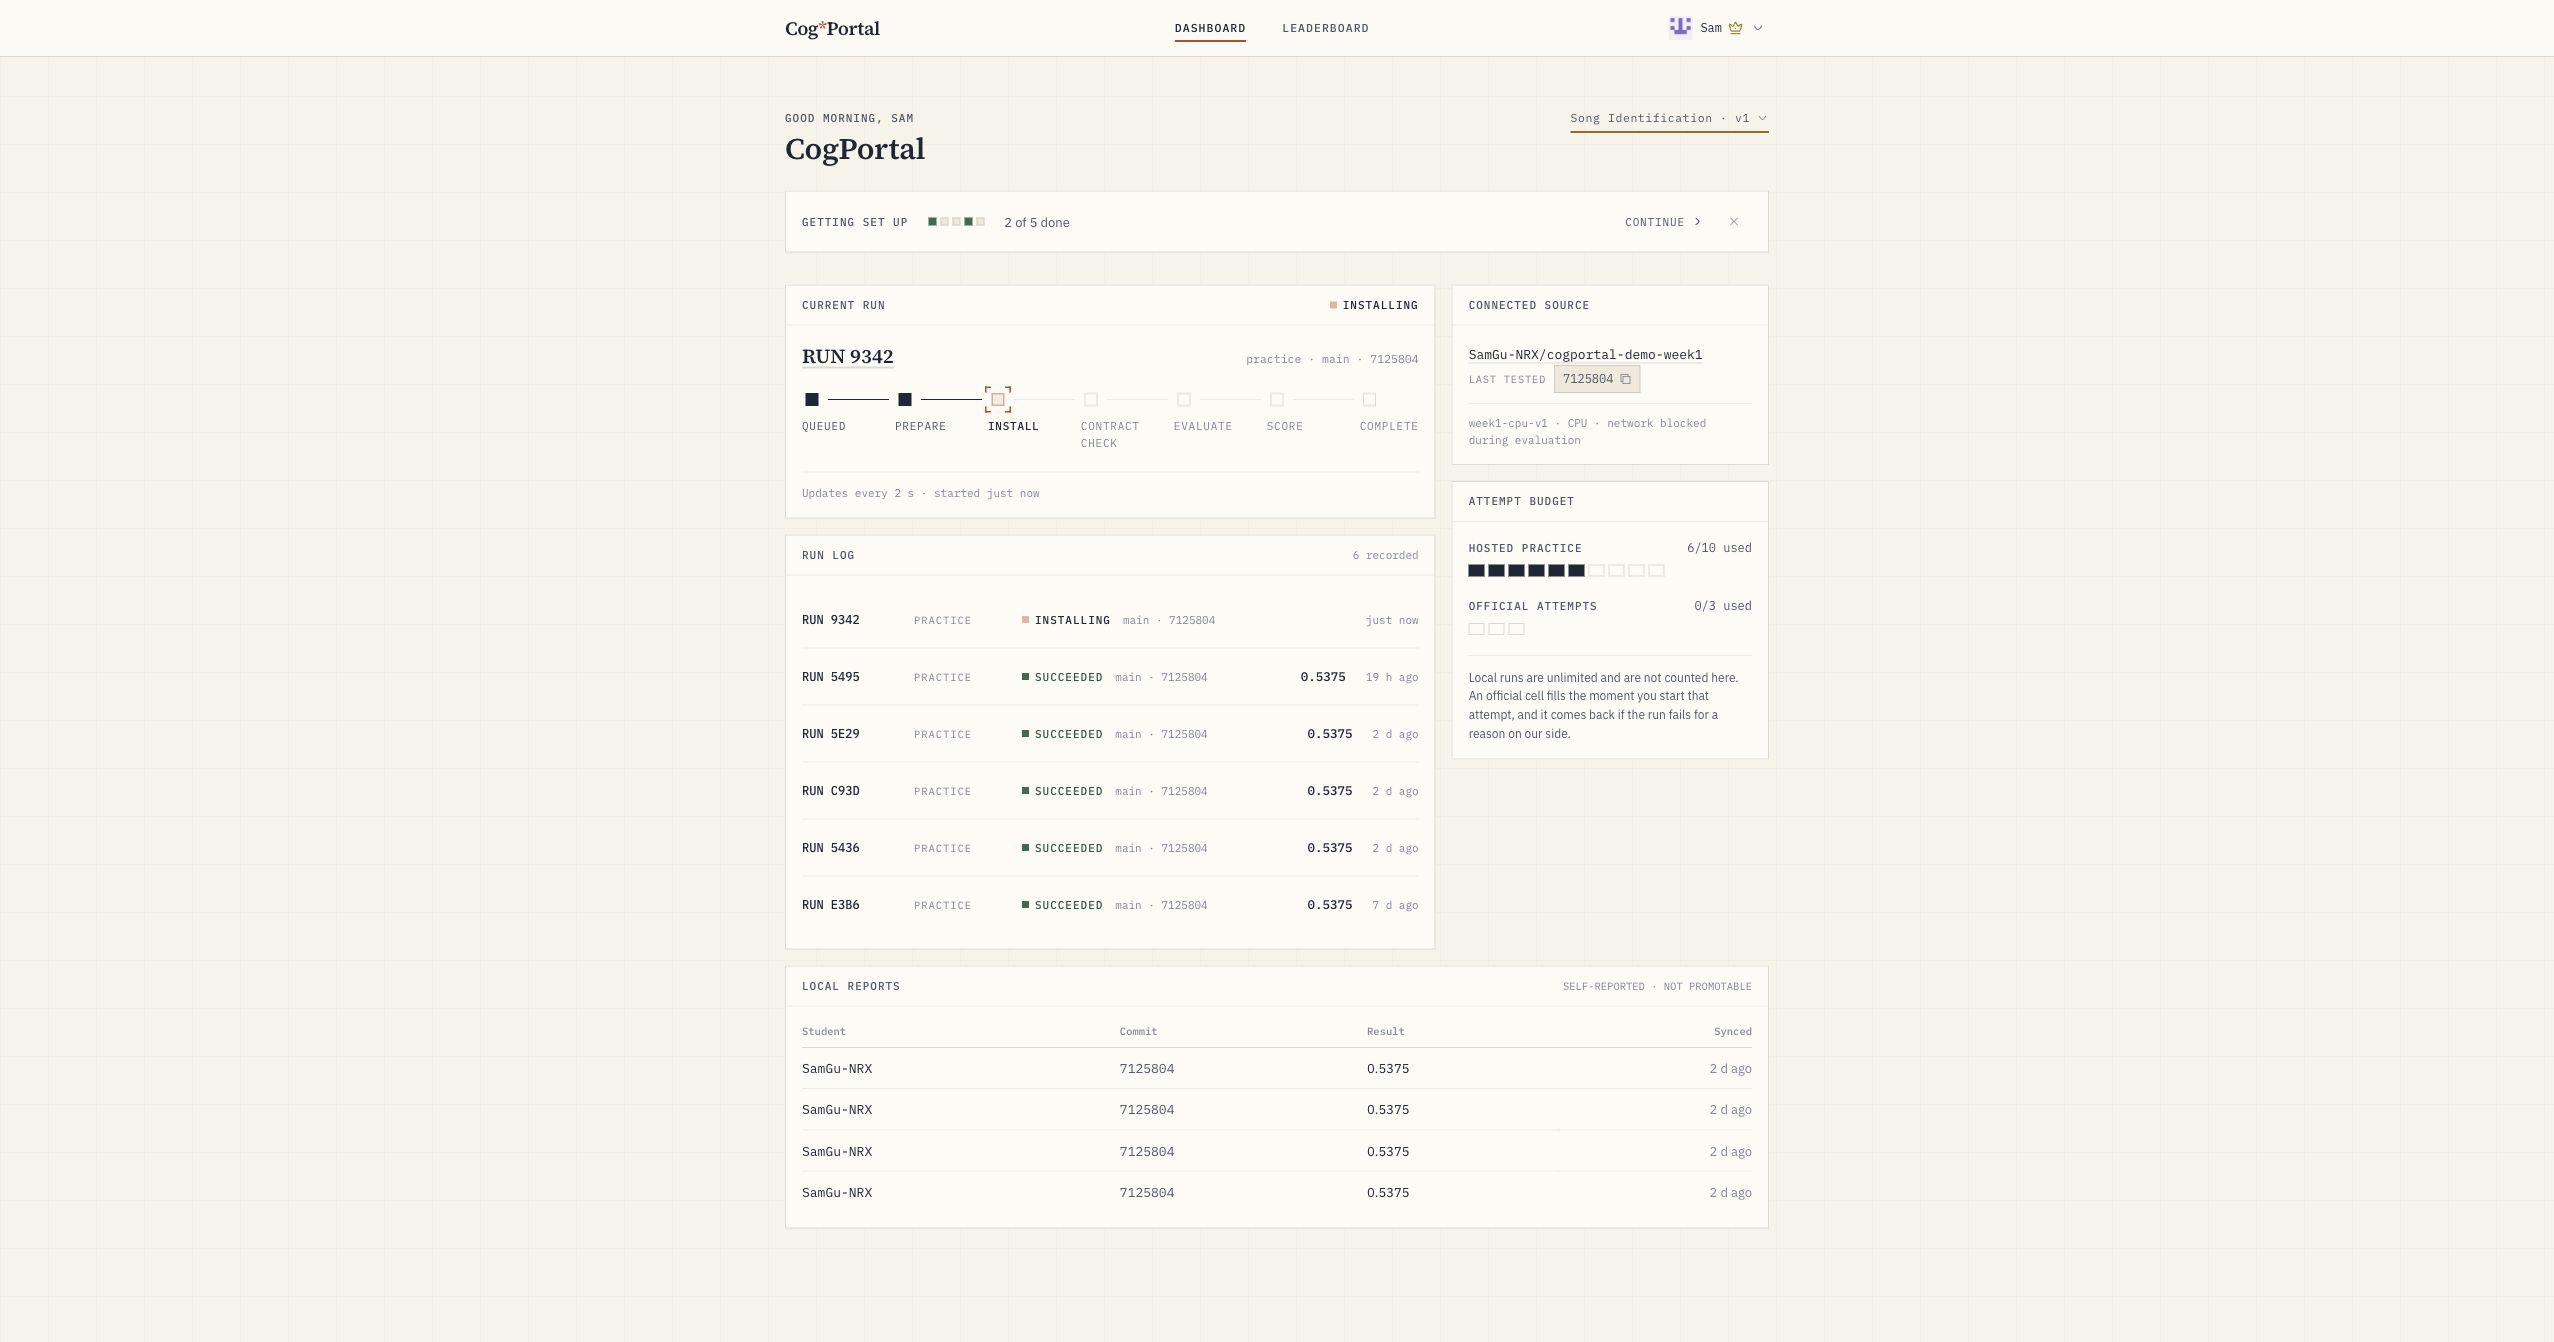 Cog*Portal
DASHBOARD
LEADERBOARD
Sam
GOOD MORNING, SAM
CogPortal
Song Identification · v1
GETTING SET UP
2 of 5 done
CONTINUE
CURRENT RUN
INSTALLING
RUN 9342
practice · main · 7125804
QUEUED
PREPARE
INSTALL
CONTRACT
CHECK
EVALUATE
SCORE
COMPLETE
Updates every 2 s · started just now
CONNECTED SOURCE
SamGu-NRX/cogportal-demo-week1
LAST TESTED 7125804
week1-cpu-v1 · CPU · network blocked
during evaluation
ATTEMPT BUDGET
HOSTED PRACTICE 6/10 used
OFFICIAL ATTEMPTS 0/3 used
Local runs are unlimited and are not counted here.
An official cell fills the moment you start that
attempt, and it comes back if the run fails for a
reason on our side.
RUN LOG 6 recorded
RUN 9342 PRACTICE INSTALLING main · 7125804 just now
RUN 5495 PRACTICE SUCCEEDED main · 7125804 0.5375 19 h ago
RUN 5E29 PRACTICE SUCCEEDED main · 7125804 0.5375 2 d ago
RUN C93D PRACTICE SUCCEEDED main · 7125804 0.5375 2 d ago
RUN 5436 PRACTICE SUCCEEDED main · 7125804 0.5375 2 d ago
RUN E3B6 PRACTICE SUCCEEDED main · 7125804 0.5375 7 d ago
LOCAL REPORTS SELF-REPORTED · NOT PROMOTABLE
Student Commit Result Synced
SamGu-NRX 7125804 0.5375 2 d ago
SamGu-NRX 7125804 0.5375 2 d ago
SamGu-NRX 7125804 0.5375 2 d ago
SamGu-NRX 7125804 0.5375 2 d ago